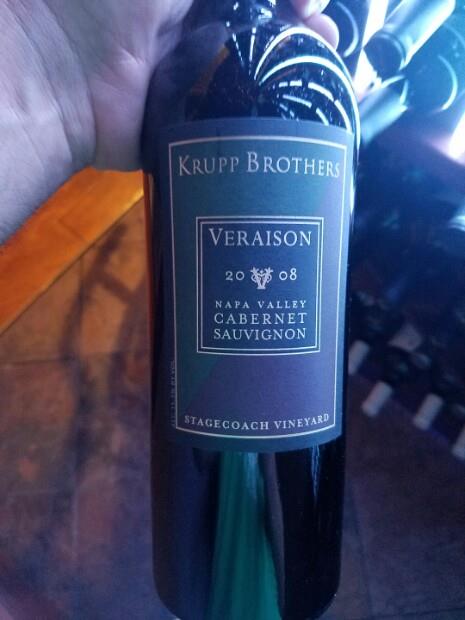 KRUPP BROTHERS
VERAISON
20 08
NAPA VALLEY
CABERNET
SAUVIGNON
STAGECOACH VINEYARD